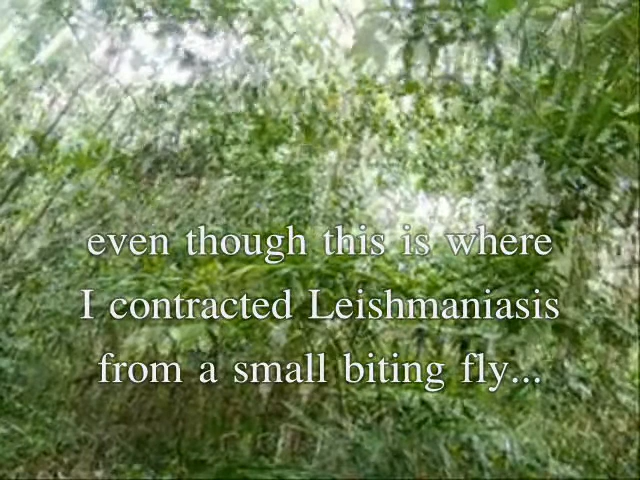 even though this is where
I contracted Leishmaniasis
from a small biting fly...